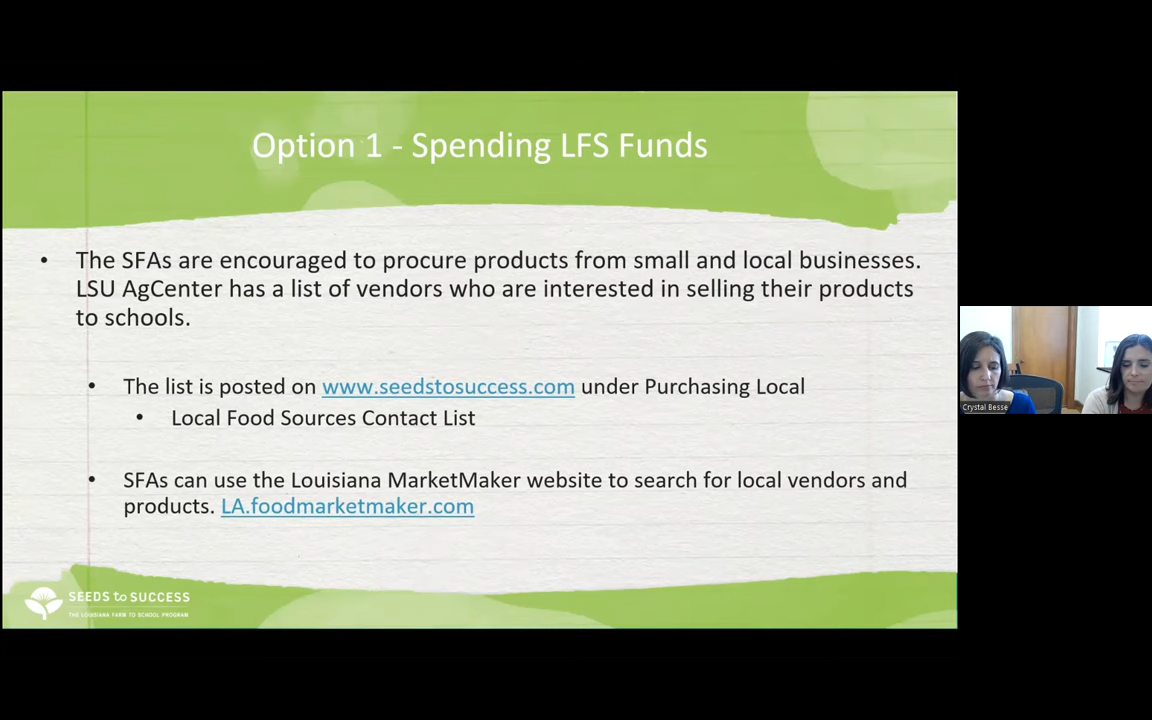 Option 1 - Spending LFS Funds
• The SFAs are encouraged to procure products from small and local businesses.
LSU AgCenter has a list of vendors who are interested in selling their products
to schools.
• The list is posted on www.seedstosuccess.com under Purchasing Local
• Local Food Sources Contact List
• SFAs can use the Louisiana MarketMaker website to search for local vendors and
products. LA.foodmarketmaker.com
SEEDS to SUCCESS
THE LOUISIANA FARM TO SCHOOL PROGRAM
Crystal Besse